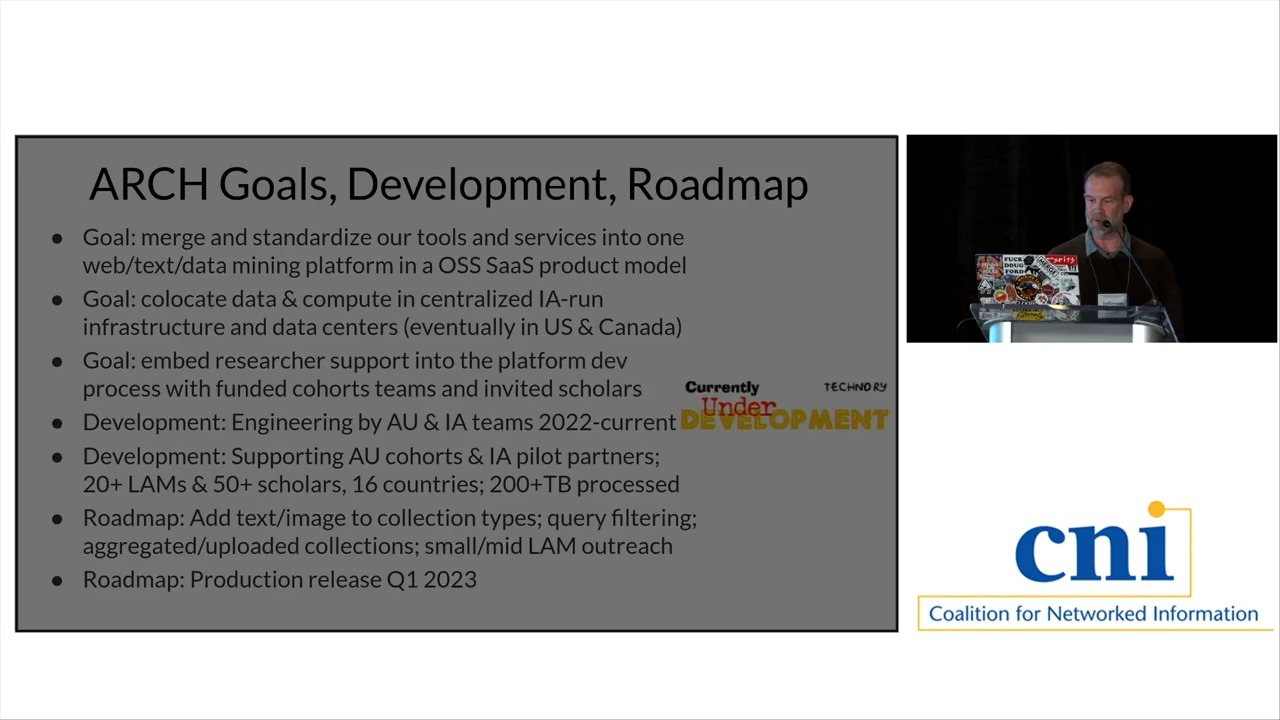 ARCH Goals, Development, Roadmap
● Goal: merge and standardize our tools and services into one
web/text/data mining platform in a OSS SaaS product model
● Goal: colocate data & compute in centralized IA-run
infrastructure and data centers (eventually in US & Canada)
● Goal: embed researcher support into the platform dev
process with funded cohorts teams and invited scholars
● Development: Engineering by AU & IA teams 2022-current
● Development: Supporting AU cohorts & IA pilot partners;
20+ LAMs & 50+ scholars, 16 countries; 200+TB processed
● Roadmap: Add text/image to collection types; query filtering;
aggregated/uploaded collections; small/mid LAM outreach
● Roadmap: Production release Q1 2023
Currently
TECHNORY
Under
DEVELOPMENT
FUCK
DOUG
FORD
cni
Coalition for Networked Information